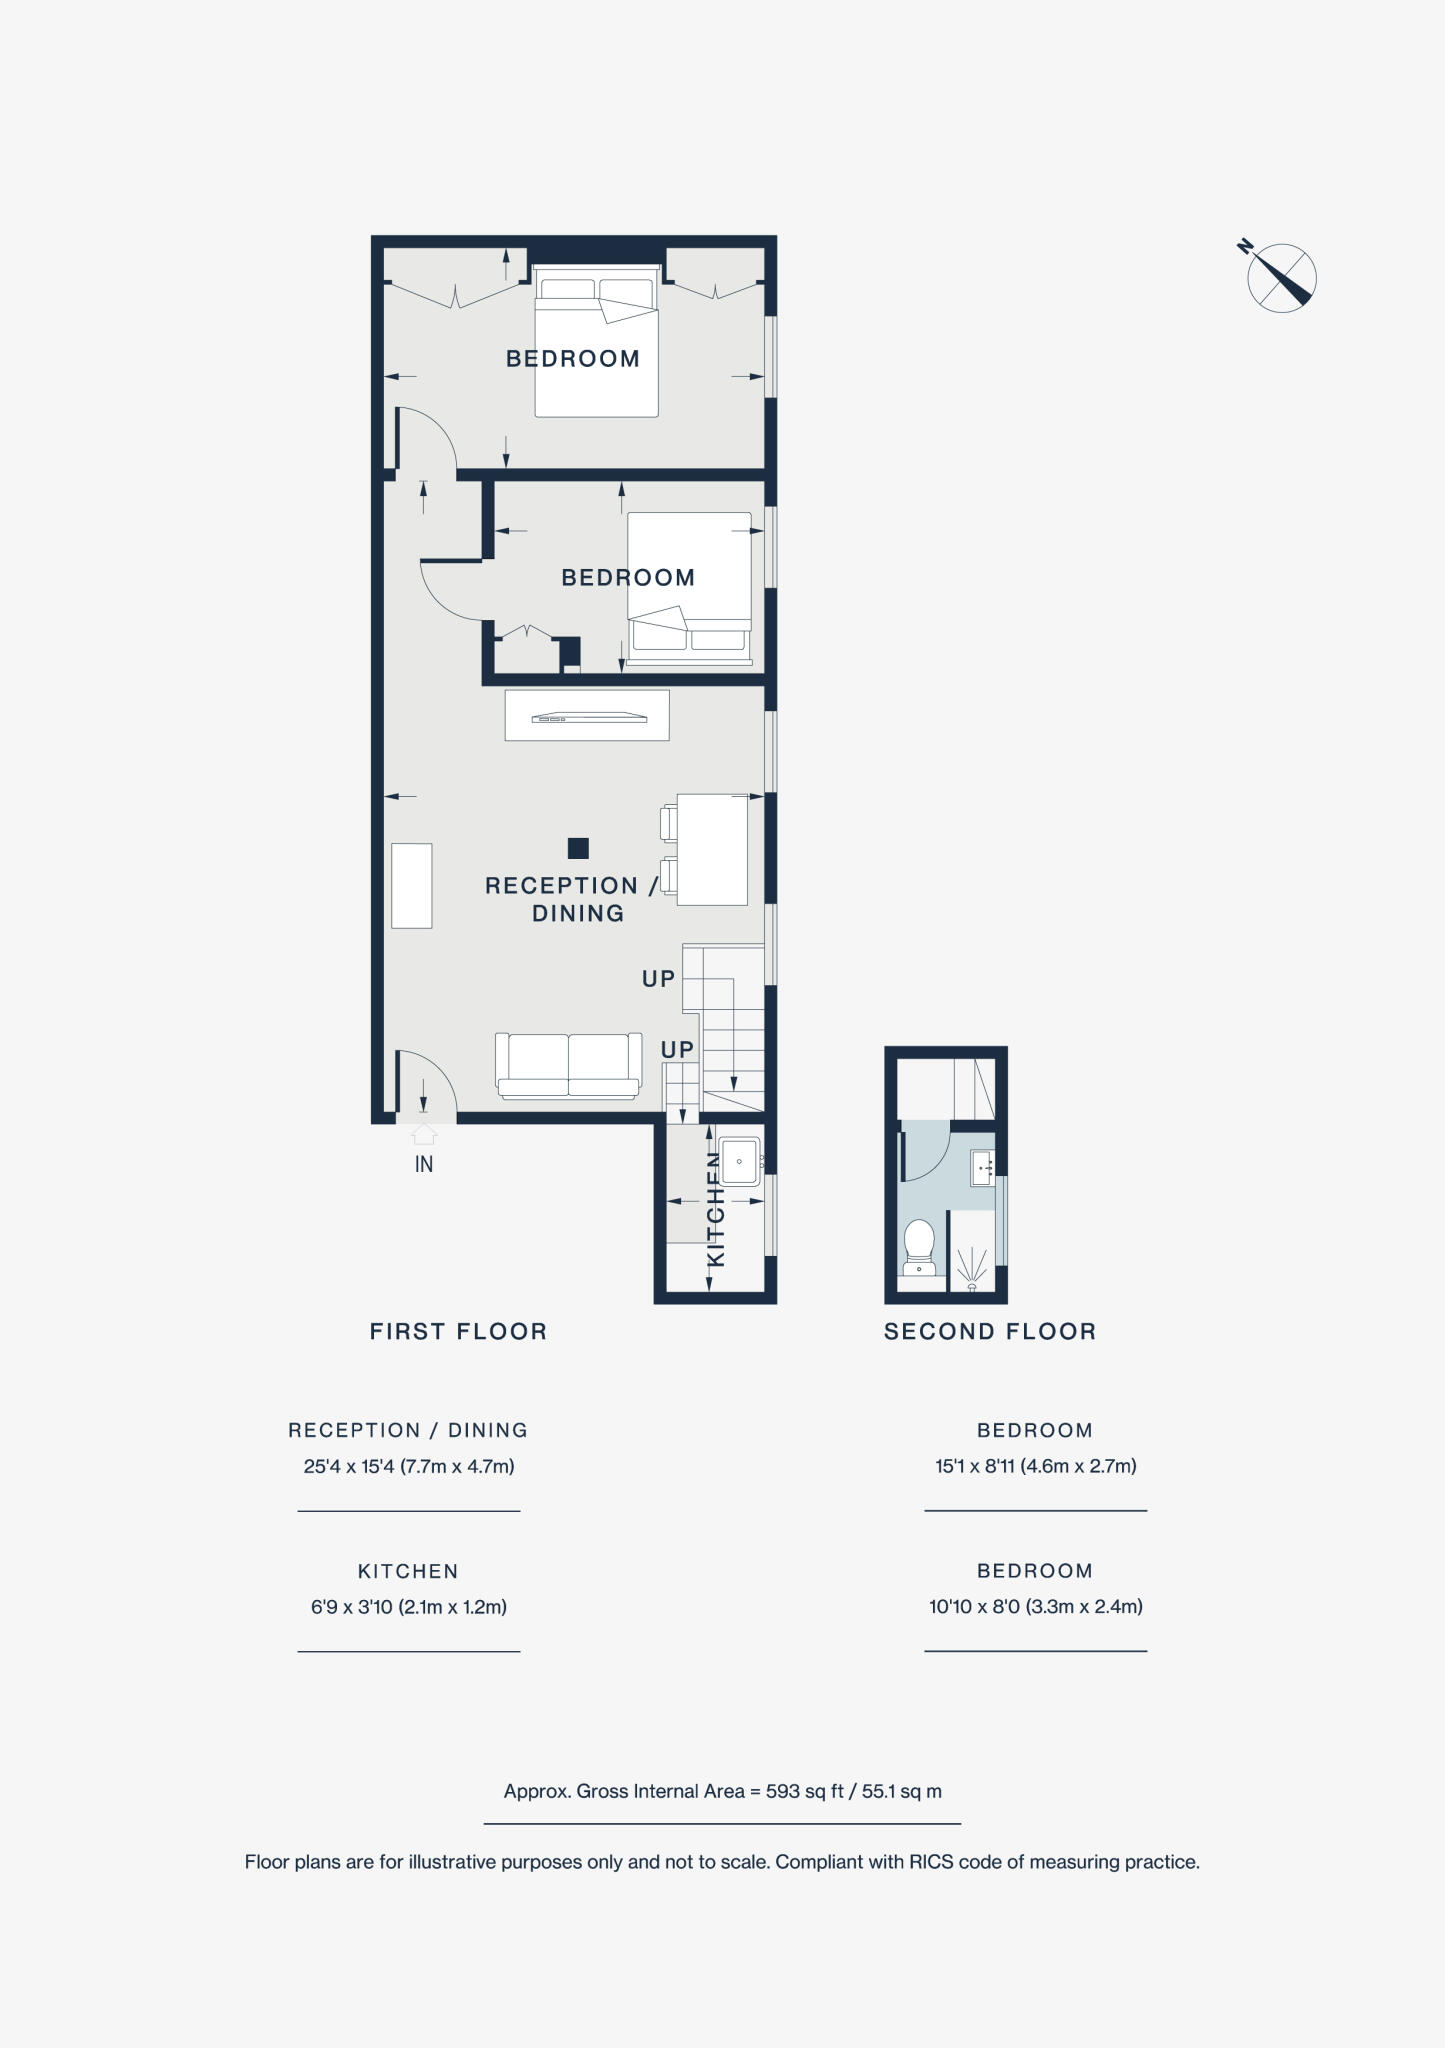 N
BEDROOM
BEDROOM
RECEPTION /
DINING
UP
UP
IN
KITCHEN
FIRST FLOOR
SECOND FLOOR
RECEPTION / DINING
25'4 x 15'4 (7.7m x 4.7m)
BEDROOM
15'1 x 8'11 (4.6m x 2.7m)
KITCHEN
6'9 x 3'10 (2.1m x 1.2m)
BEDROOM
10'10 x 8'0 (3.3m x 2.4m)
Approx. Gross Internal Area = 593 sq ft / 55.1 sq m
Floor plans are for illustrative purposes only and not to scale. Compliant with RICS code of measuring practice.